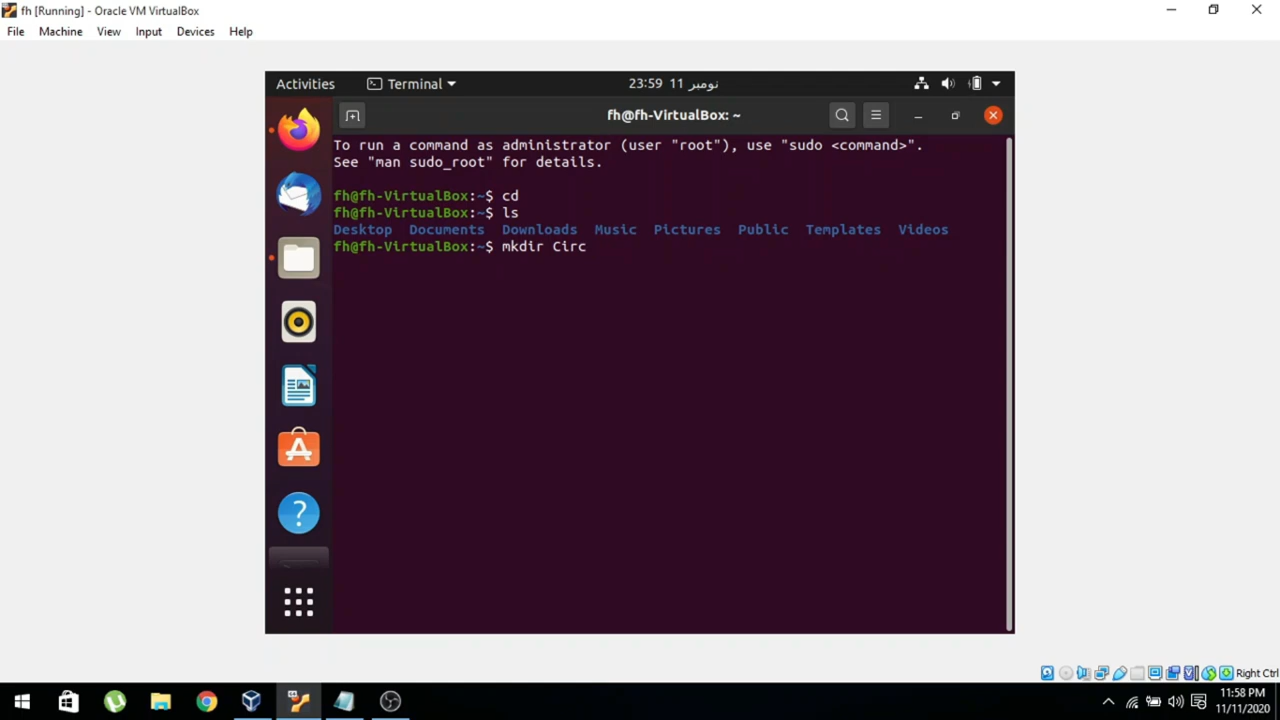 fh [Running] - Oracle VM VirtualBox
File Machine View Input Devices Help
Activities Terminal 23:59 11 نومبر
fh@fh-VirtualBox: ~
To run a command as administrator (user "root"), use "sudo <command>".
See "man sudo_root" for details.
fh@fh-VirtualBox:~$ cd
fh@fh-VirtualBox:~$ ls
Desktop Documents Downloads Music Pictures Public Templates Videos
fh@fh-VirtualBox:~$ mkdir Circ
Right Ctrl
11:58 PM
11/11/2020